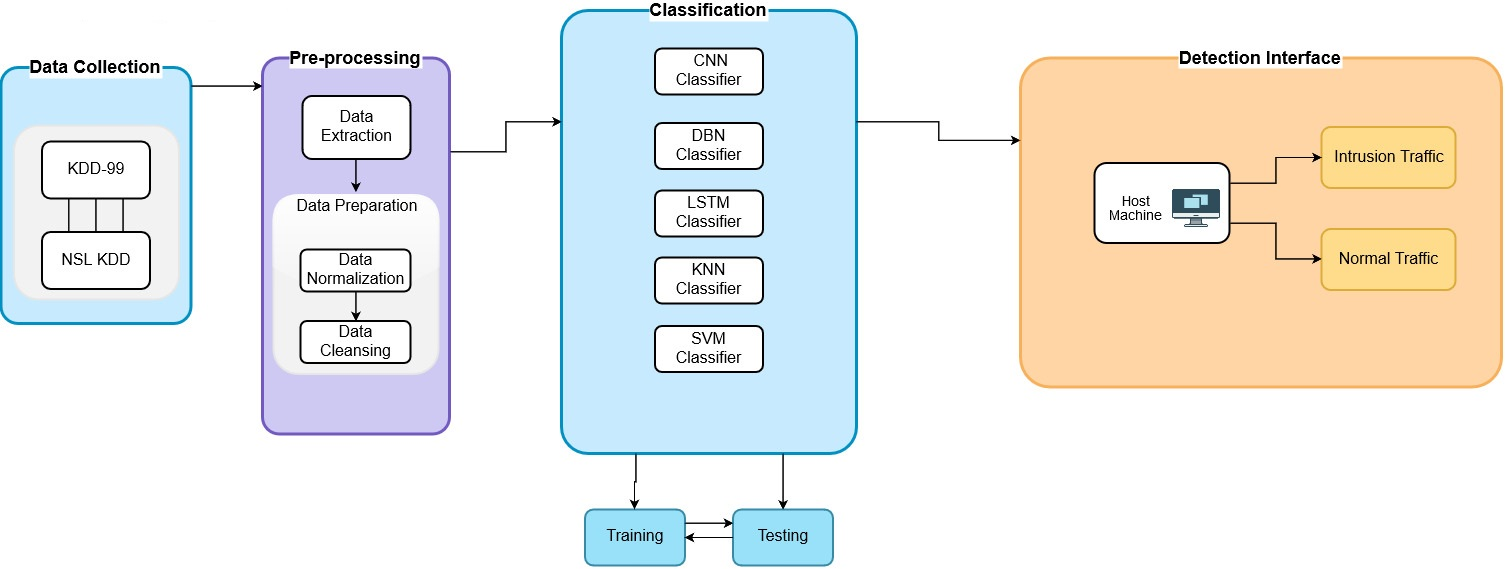 Data Collection
KDD-99
NSL KDD
Pre-processing
Data
Extraction
Data Preparation
Data
Normalization
Data
Cleansing
Classification
CNN
Classifier
DBN
Classifier
LSTM
Classifier
KNN
Classifier
SVM
Classifier
Training
Testing
Detection Interface
Host
Machine
Intrusion Traffic
Normal Traffic